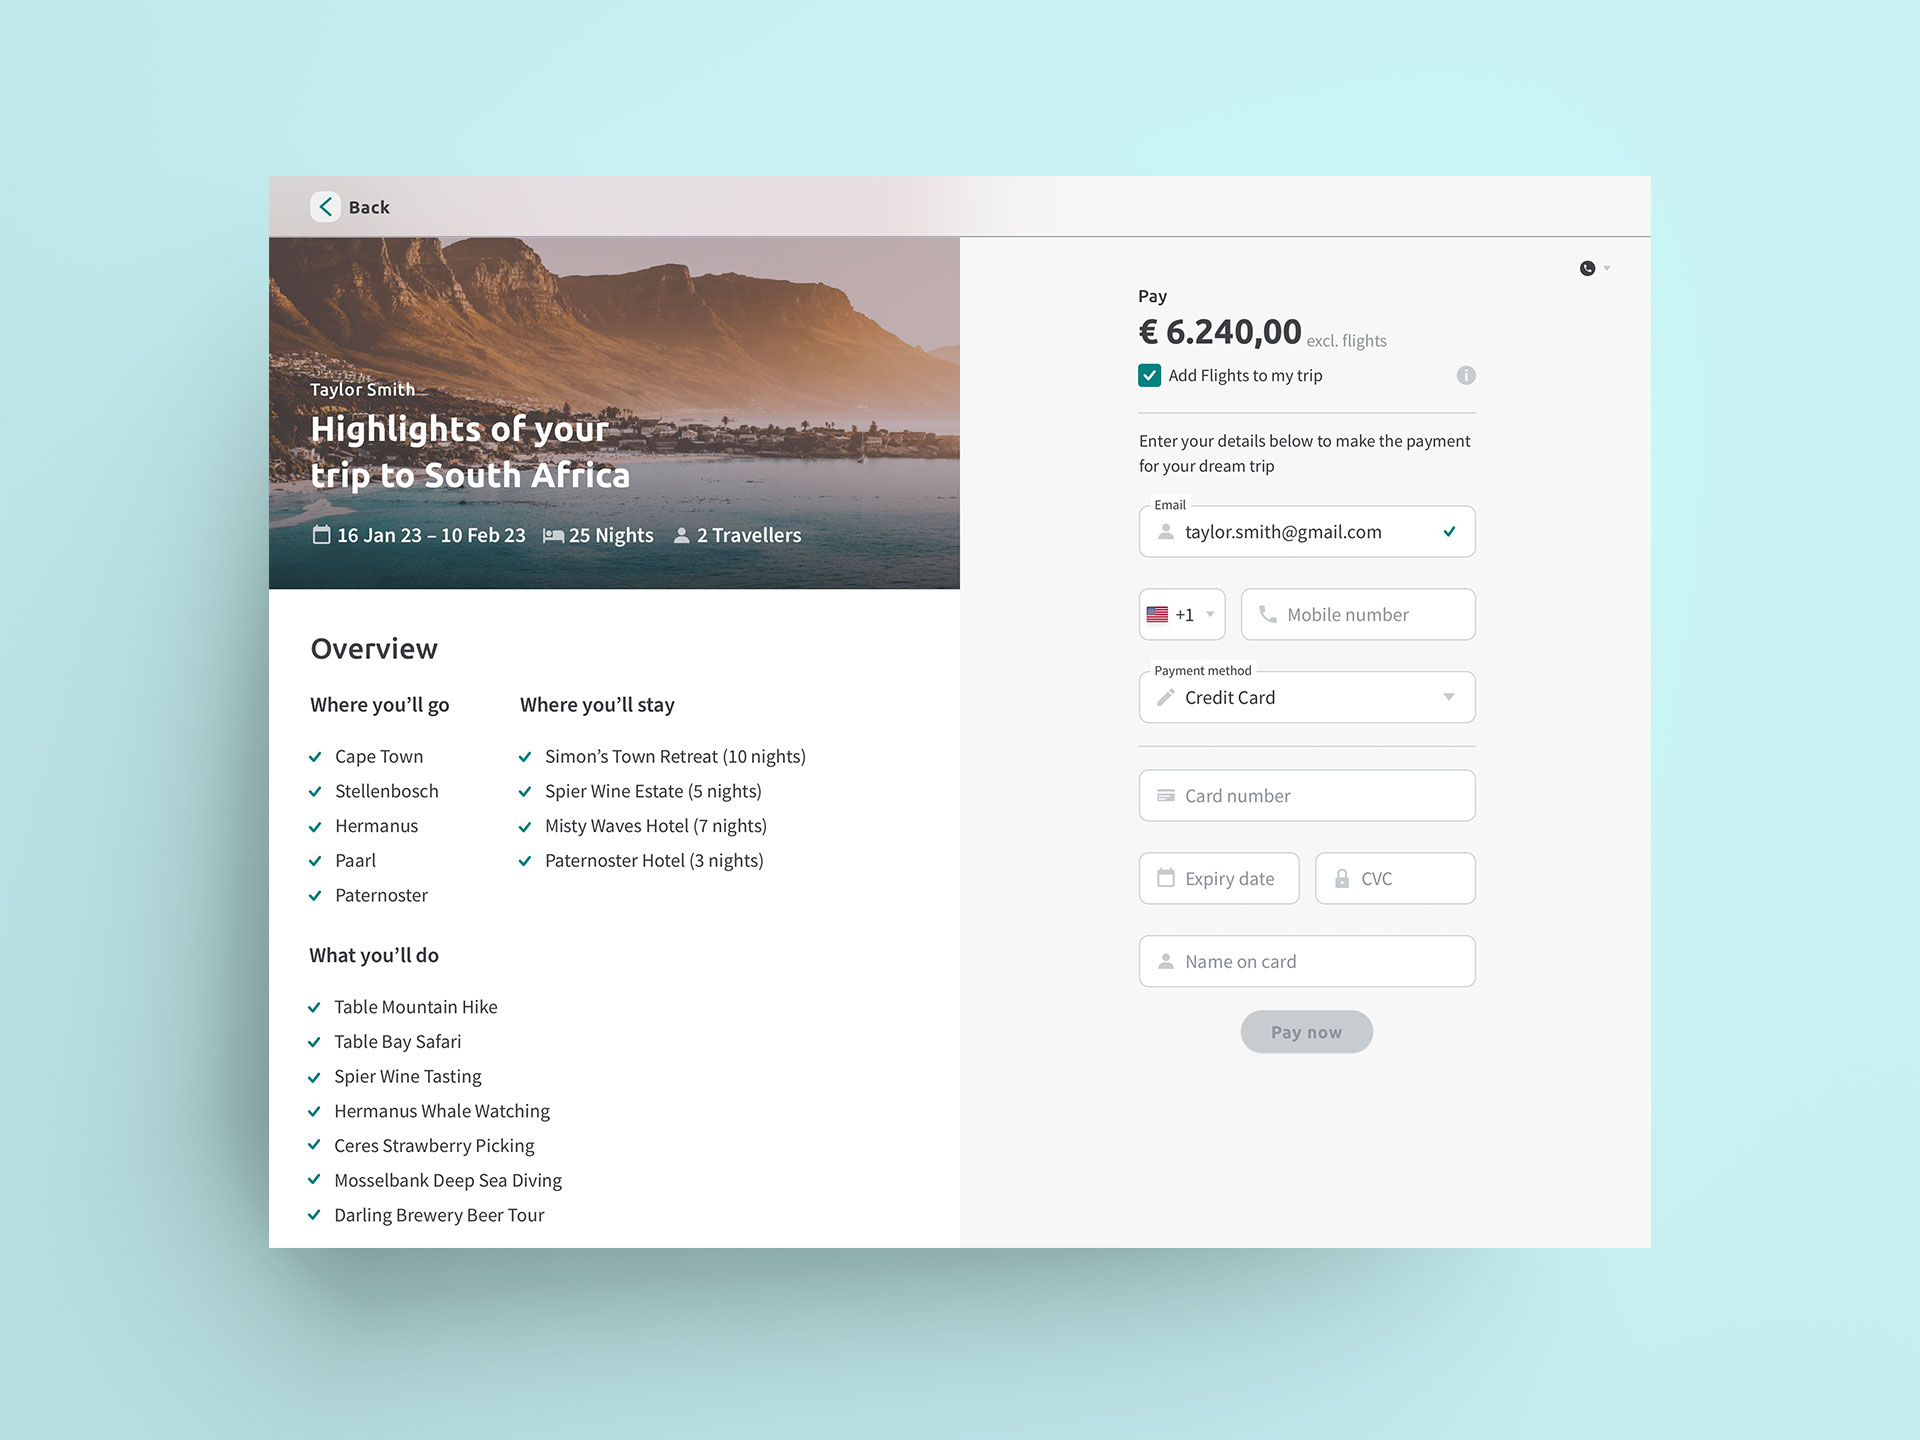 Back
Taylor Smith
Highlights of your
trip to South Africa
16 Jan 23 – 10 Feb 23 25 Nights 2 Travellers
Overview
Where you'll go
Cape Town
Stellenbosch
Hermanus
Paarl
Paternoster
Where you'll stay
Simon's Town Retreat (10 nights)
Spier Wine Estate (5 nights)
Misty Waves Hotel (7 nights)
Paternoster Hotel (3 nights)
What you'll do
Table Mountain Hike
Table Bay Safari
Spier Wine Tasting
Hermanus Whale Watching
Ceres Strawberry Picking
Mosselbank Deep Sea Diving
Darling Brewery Beer Tour
Pay
€ 6.240,00 excl. flights
Add Flights to my trip
Enter your details below to make the payment
for your dream trip
Email
taylor.smith@gmail.com
+1 Mobile number
Payment method
Credit Card
Card number
Expiry date CVC
Name on card
Pay now